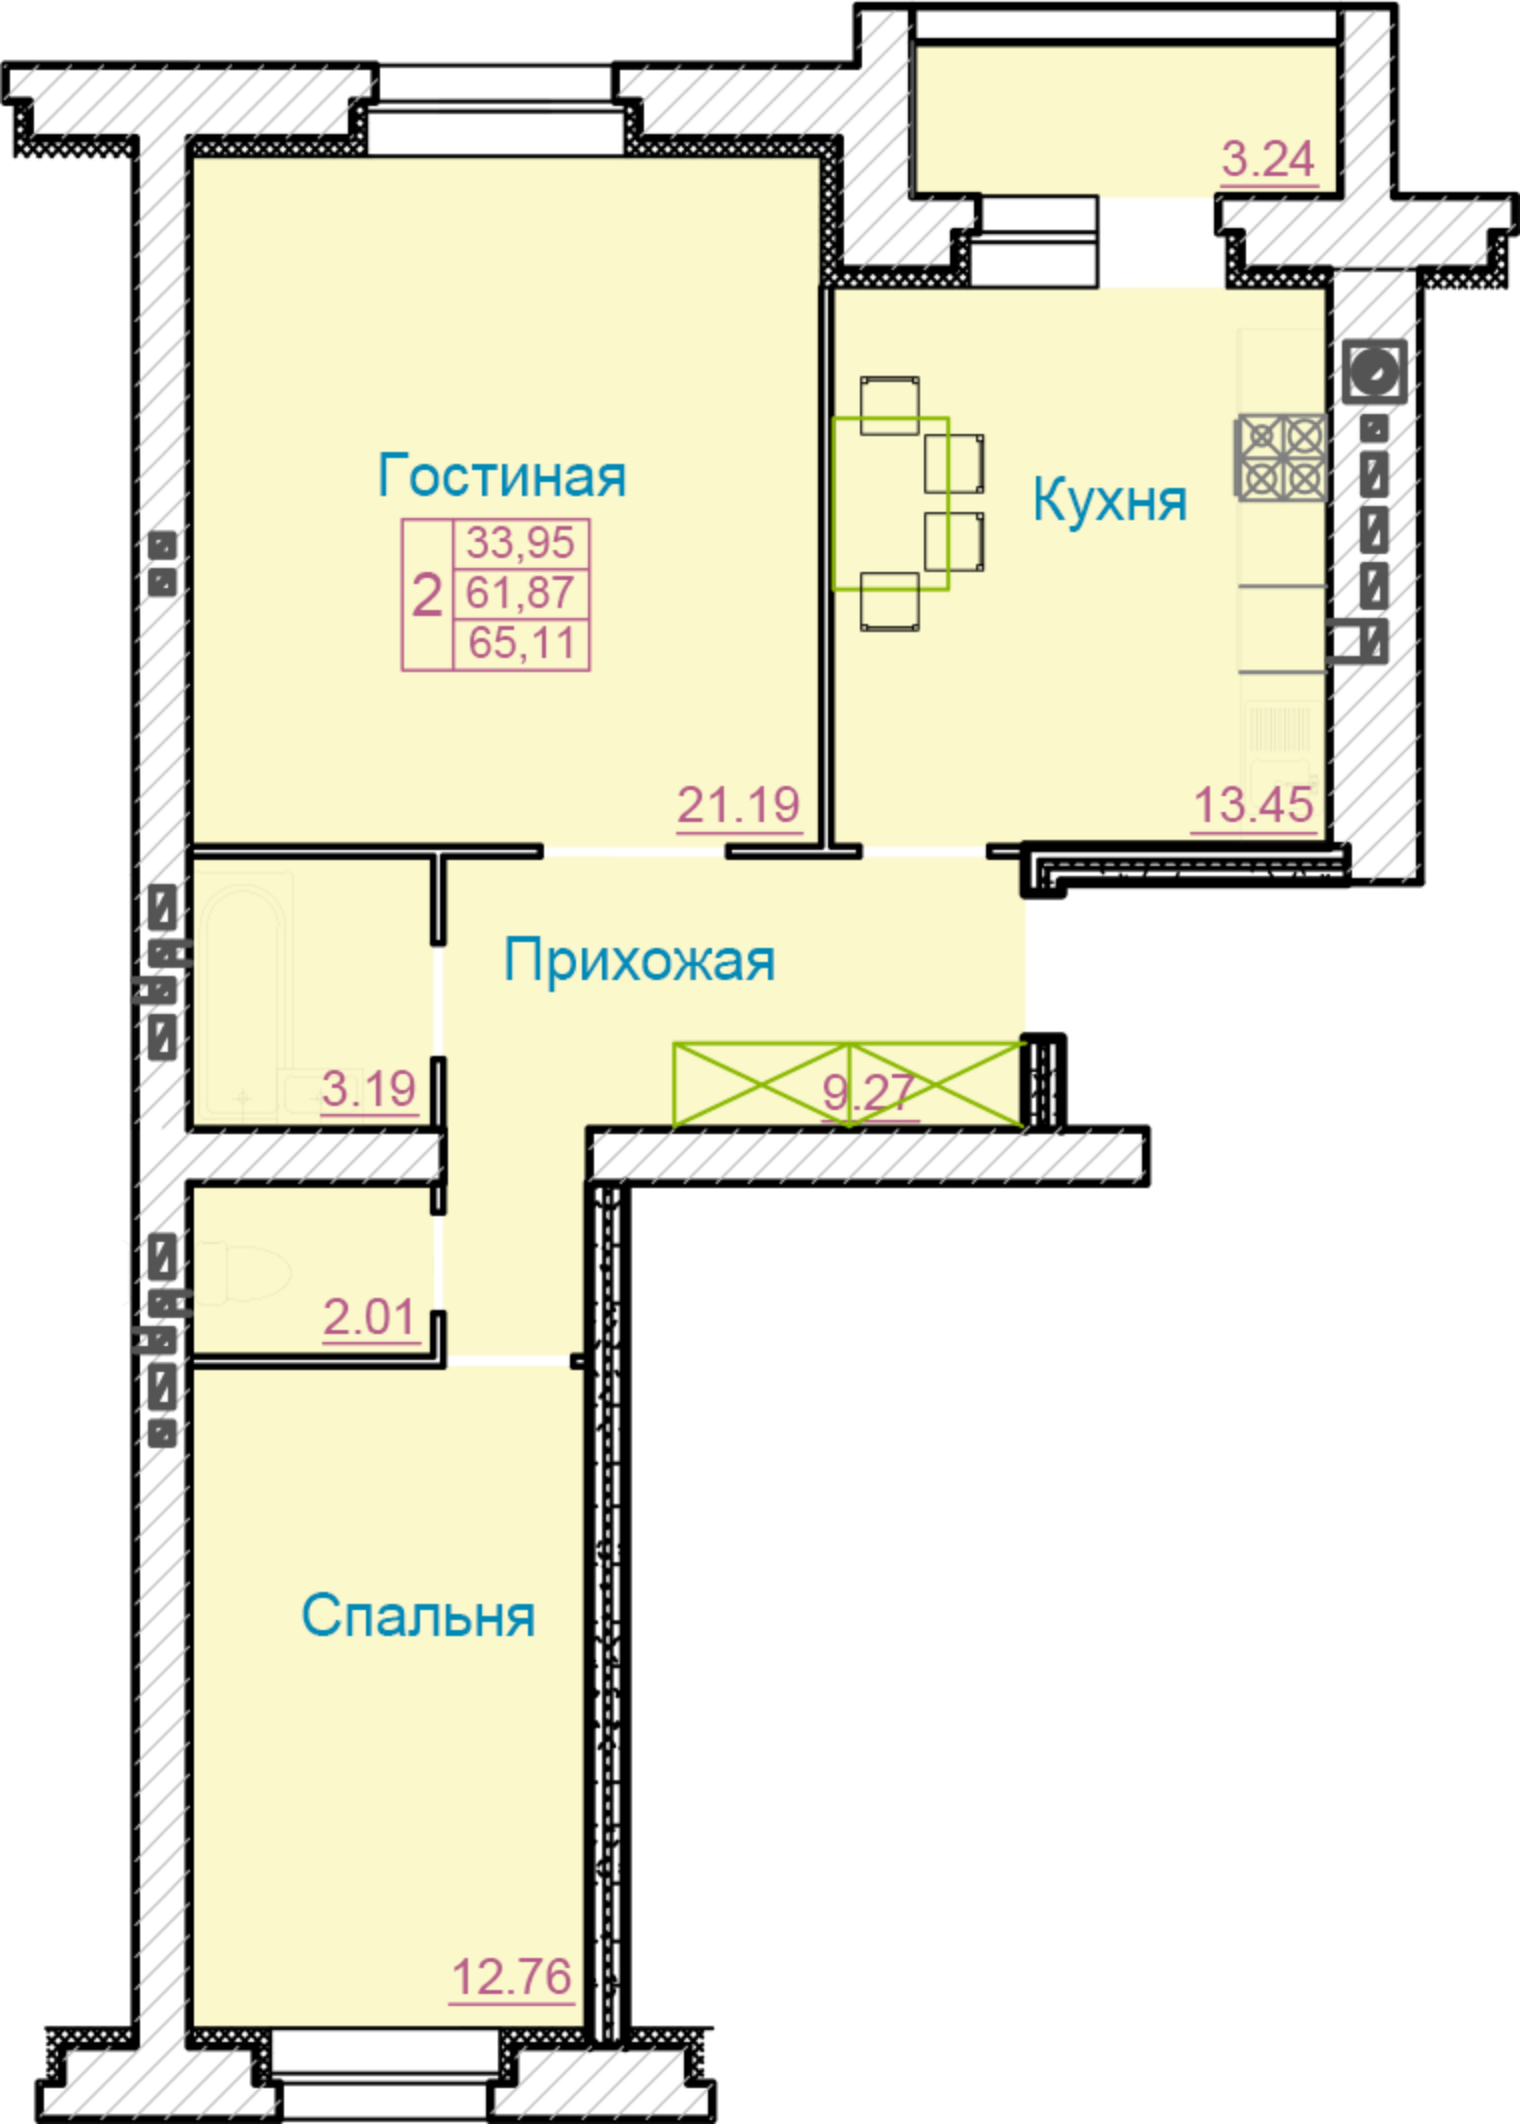 3.24
Гостиная
Кухня
2
33,95
61,87
65,11
21.19
13.45
Прихожая
3.19
9.27
2.01
Спальня
12.76